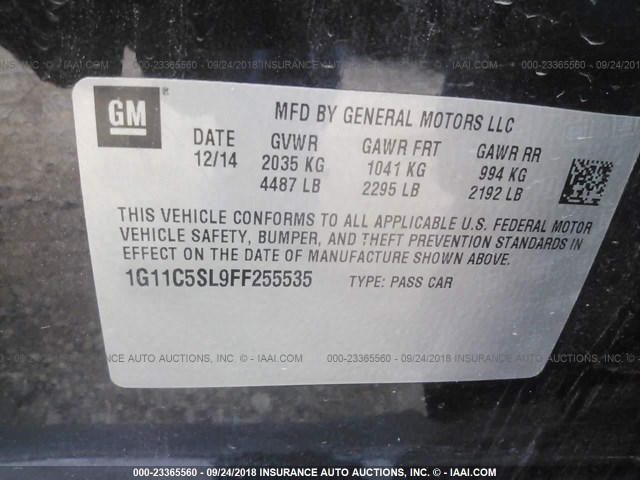 GM
MFD BY GENERAL MOTORS LLC
DATE GVWR GAWR FRT GAWR RR
12/14 2035 KG 1041 KG 994 KG
4487 LB 2295 LB 2192 LB
THIS VEHICLE CONFORMS TO ALL APPLICABLE U.S. FEDERAL MOTOR
VEHICLE SAFETY, BUMPER, AND THEFT PREVENTION STANDARDS IN
EFFECT ON THE DATE OF MANUFACTURE SHOWN ABOVE.
1G11C5SL9FF255535 TYPE: PASS CAR
000-23365560 - 09/24/2018 INSURANCE AUTO AUCTIONS, INC. © - IAAI.COM